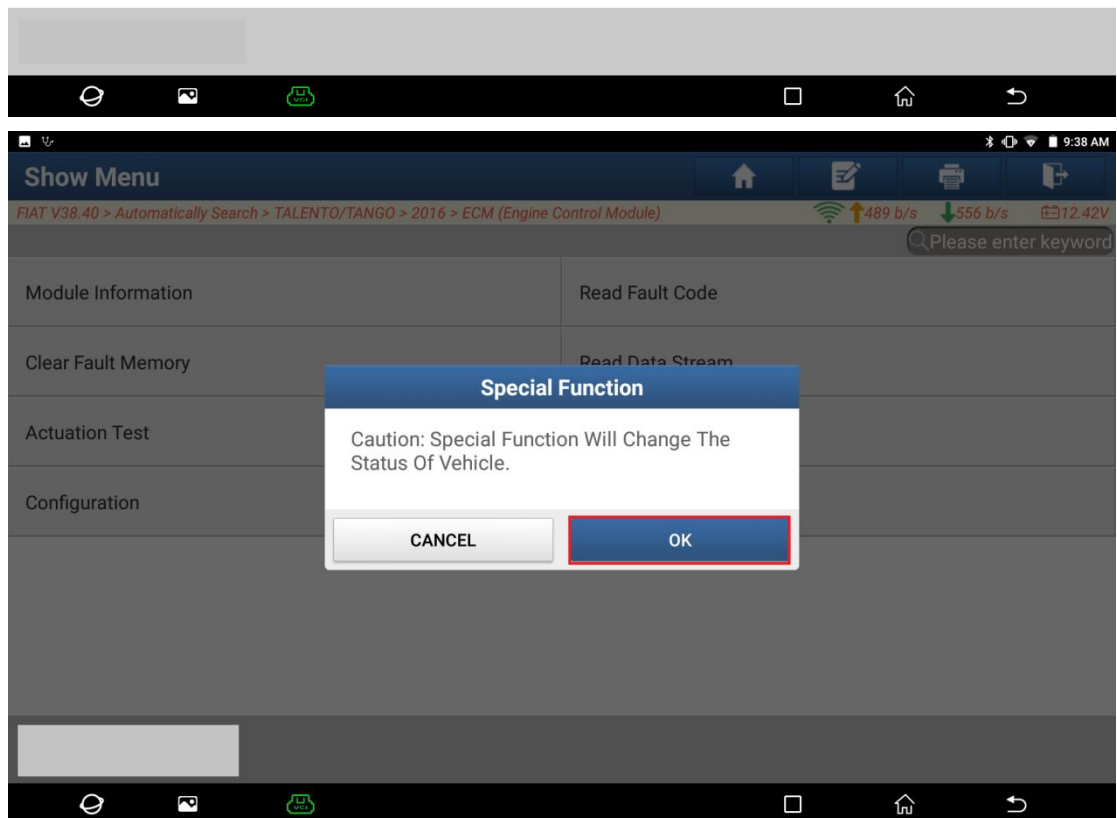 VCI
9:38 AM
Show Menu
FIAT V38.40 > Automatically Search > TALENTO/TANGO > 2016 > ECM (Engine Control Module) 489 b/s 556 b/s 12.42V
Please enter keyword
Module Information Read Fault Code
Clear Fault Memory Read Data Stream
Special Function
Actuation Test
Caution: Special Function Will Change The
Status Of Vehicle.
Configuration
CANCEL OK
VCI